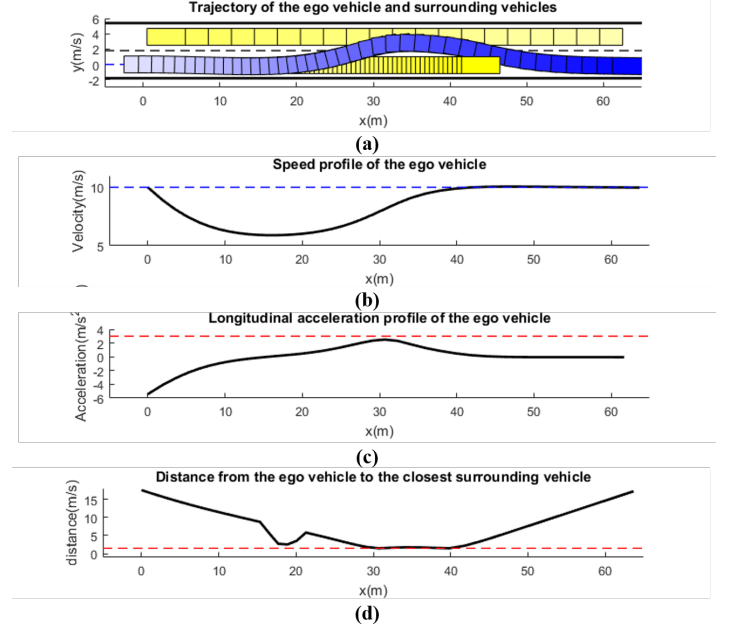 Trajectory of the ego vehicle and surrounding vehicles
y(m/s)
6
4
2
0
-2
0 10 20 30 40 50 60
x(m)
(a)
Speed profile of the ego vehicle
Velocity(m/s)
10
5
0 10 20 30 40 50 60
x(m)
(b)
Longitudinal acceleration profile of the ego vehicle
Acceleration(m/s²)
4
2
0
-2
-4
-6
0 10 20 30 40 50 60
x(m)
(c)
Distance from the ego vehicle to the closest surrounding vehicle
distance(m/s)
15
10
5
0
0 10 20 30 40 50 60
x(m)
(d)